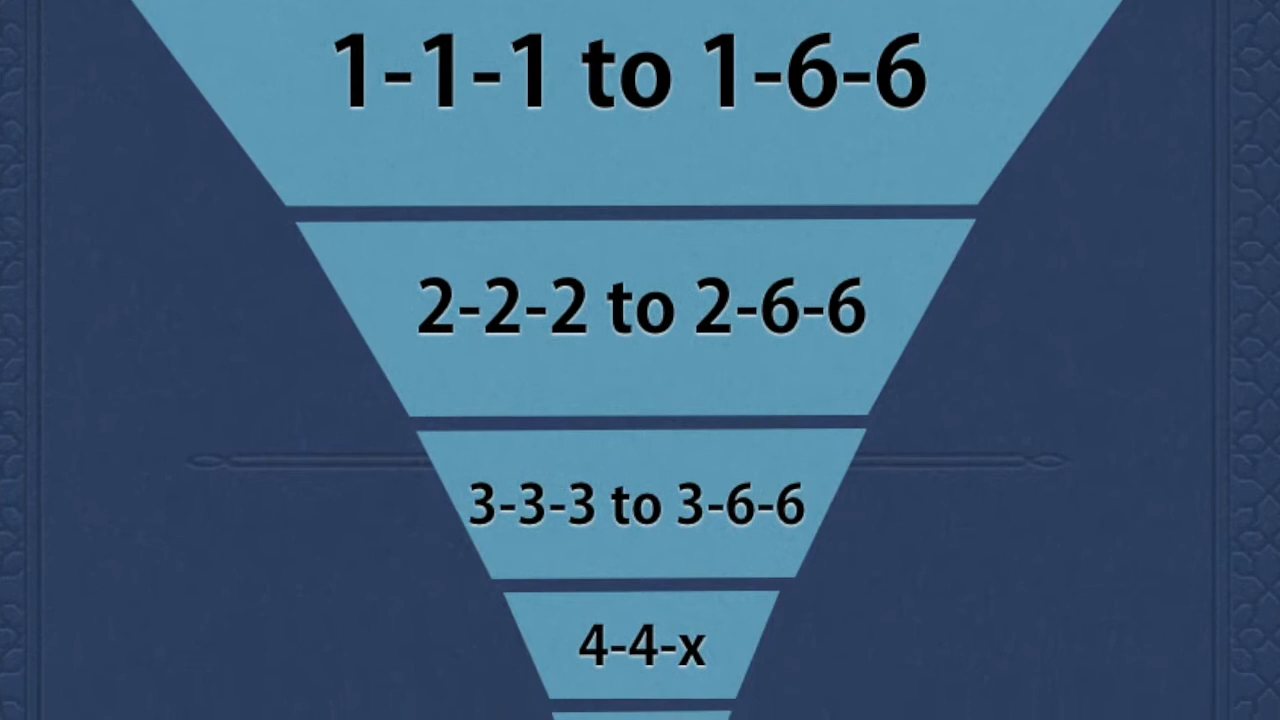 1-1-1 to 1-6-6
2-2-2 to 2-6-6
3-3-3 to 3-6-6
4-4-x